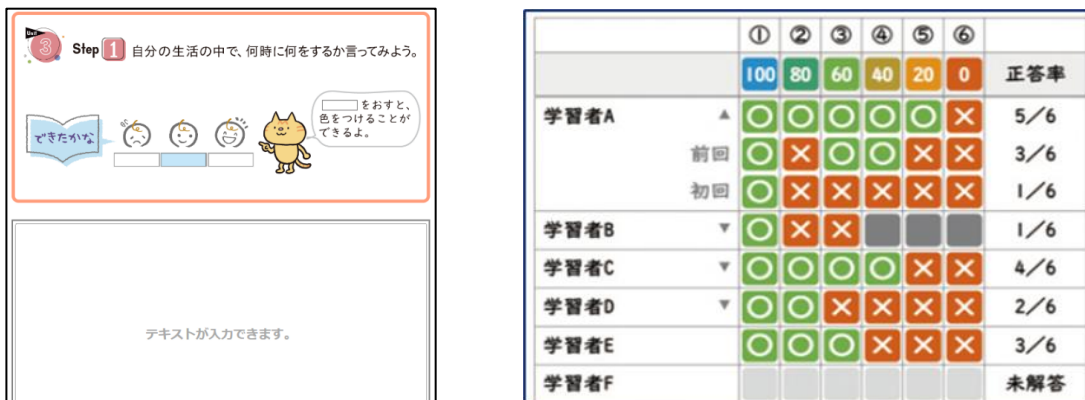 Unit
3 Step 1 自分の生活の中で、何時に何をするか言ってみよう。
できたかな
をおすと、
色をつけることが
できるよ。
テキストが入力できます。
① ② ③ ④ ⑤ ⑥
100 80 60 40 20 0 正答率
学習者A ▲ ○ ○ ○ ○ ○ × 5/6
前回 ○ × ○ ○ × × 3/6
初回 ○ × × × × × 1/6
学習者B ▼ ○ × × 1/6
学習者C ▼ ○ ○ ○ ○ × × 4/6
学習者D ▼ ○ ○ × × × × 2/6
学習者E ○ ○ ○ × × × 3/6
学習者F 未解答